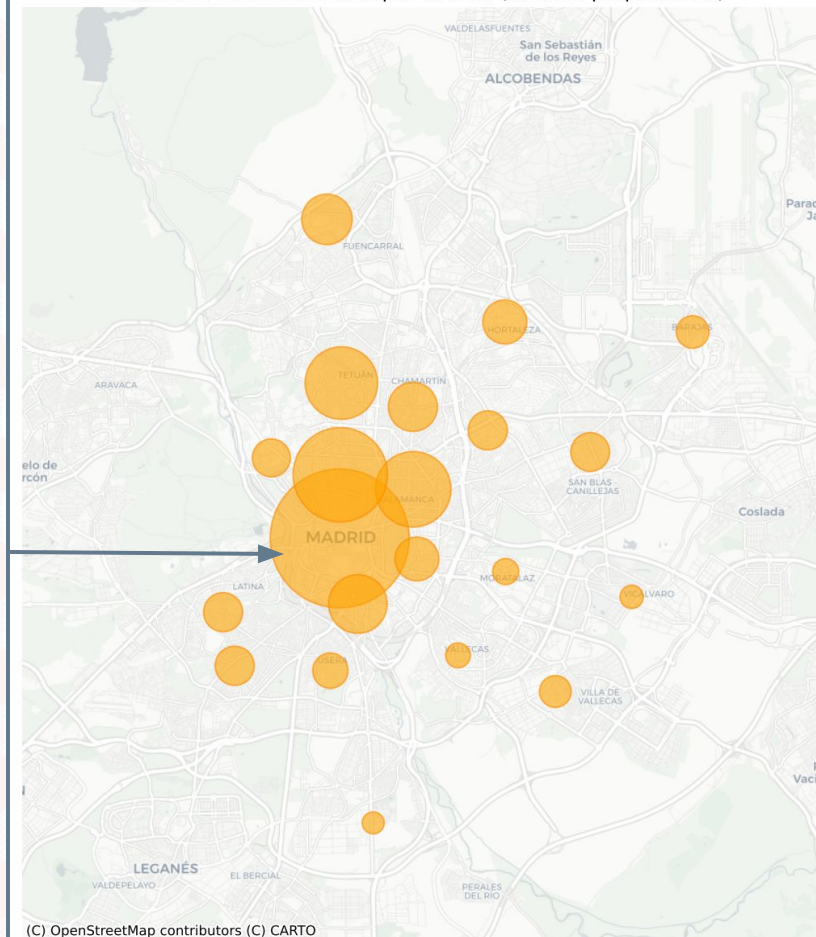 VALDELASFUENTES
San Sebastián
de los Reyes
ALCOBENDAS
FUENCARRAL
HORTALEZA
BARAJAS
ARAVACA
TETUÁN
CHAMARTÍN
elo de
rcón
SALAMANCA
SAN BLAS -
CANILLEJAS
Coslada
MADRID
LATINA
MORATALAZ
VICÁLVARO
USERA
VALLECAS
VILLA DE
VALLECAS
Vaci
LEGANÉS
VALDEPELAYO
EL BERCIAL
PERALES
DEL RÍO
(C) OpenStreetMap contributors (C) CARTO